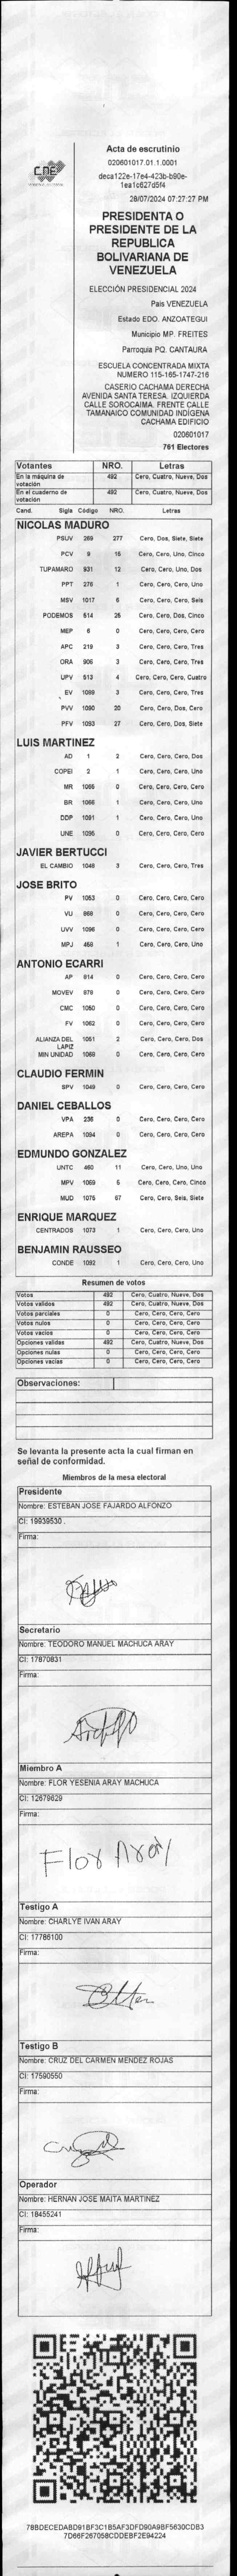 CNE
Acta de escrutinio
020601017.01.1.0001
deca122e-17e4-423b-b90e-
1ea1c627d5f4
28/07/2024 07:27:27 PM
PRESIDENTA O
PRESIDENTE DE LA
REPUBLICA
BOLIVARIANA DE
VENEZUELA
ELECCIÓN PRESIDENCIAL 2024
Pais VENEZUELA
Estado EDO. ANZOATEGUI
Municipio MP. FREITES
Parroquia PQ. CANTAURA
ESCUELA CONCENTRADA MIXTA
NUMERO 115-165-1747-216
CASERIO CACHAMA DERECHA
AVENIDA SANTA TERESA. IZQUIERDA
CALLE SOROCAIMA. FRENTE CALLE
TAMANAICO COMUNIDAD INDÍGENA
CACHAMA EDIFICIO
020601017
761 Electores
Votantes NRO. Letras
En la máquina de votación 492 Cero, Cuatro, Nueve, Dos
En el cuaderno de votación 492 Cero, Cuatro, Nueve, Dos
Cand. Sigla Código NRO. Letras
NICOLAS MADURO
PSUV 269 277 Cero, Dos, Siete, Siete
PCV 9 15 Cero, Cero, Uno, Cinco
TUPAMARO 931 12 Cero, Cero, Uno, Dos
PPT 276 1 Cero, Cero, Cero, Uno
MSV 1017 6 Cero, Cero, Cero, Seis
PODEMOS 514 25 Cero, Cero, Dos, Cinco
MEP 6 0 Cero, Cero, Cero, Cero
APC 219 3 Cero, Cero, Cero, Tres
ORA 906 3 Cero, Cero, Cero, Tres
UPV 513 4 Cero, Cero, Cero, Cuatro
EV 1089 3 Cero, Cero, Cero, Tres
PVV 1090 20 Cero, Cero, Dos, Cero
PFV 1093 27 Cero, Cero, Dos, Siete
LUIS MARTINEZ
AD 1 2 Cero, Cero, Cero, Dos
COPEI 2 1 Cero, Cero, Cero, Uno
MR 1066 0 Cero, Cero, Cero, Cero
BR 1066 1 Cero, Cero, Cero, Uno
DDP 1091 1 Cero, Cero, Cero, Uno
UNE 1095 0 Cero, Cero, Cero, Cero
JAVIER BERTUCCI
EL CAMBIO 1048 3 Cero, Cero, Cero, Tres
JOSE BRITO
PV 1053 0 Cero, Cero, Cero, Cero
VU 868 0 Cero, Cero, Cero, Cero
UVV 1096 0 Cero, Cero, Cero, Cero
MPJ 458 1 Cero, Cero, Cero, Uno
ANTONIO ECARRI
AP 814 0 Cero, Cero, Cero, Cero
MOVEV 879 0 Cero, Cero, Cero, Cero
CMC 1050 0 Cero, Cero, Cero, Cero
FV 1062 0 Cero, Cero, Cero, Cero
ALIANZA DEL LAPIZ 1051 2 Cero, Cero, Cero, Dos
MIN UNIDAD 1069 0 Cero, Cero, Cero, Cero
CLAUDIO FERMIN
SPV 1049 0 Cero, Cero, Cero, Cero
DANIEL CEBALLOS
VPA 236 0 Cero, Cero, Cero, Cero
AREPA 1094 0 Cero, Cero, Cero, Cero
EDMUNDO GONZALEZ
UNTC 460 11 Cero, Cero, Uno, Uno
MPV 1069 5 Cero, Cero, Cero, Cinco
MUD 1075 67 Cero, Cero, Seis, Siete
ENRIQUE MARQUEZ
CENTRADOS 1073 1 Cero, Cero, Cero, Uno
BENJAMIN RAUSSEO
CONDE 1092 1 Cero, Cero, Cero, Uno
Resumen de votos
Votos 492 Cero, Cuatro, Nueve, Dos
Votos validos 492 Cero, Cuatro, Nueve, Dos
Votos parciales 0 Cero, Cero, Cero, Cero
Votos nulos 0 Cero, Cero, Cero, Cero
Votos vacios 0 Cero, Cero, Cero, Cero
Opciones validas 492 Cero, Cuatro, Nueve, Dos
Opciones nulas 0 Cero, Cero, Cero, Cero
Opciones vacias 0 Cero, Cero, Cero, Cero
Observaciones:
Se levanta la presente acta la cual firman en
señal de conformidad.
Miembros de la mesa electoral
Presidente
Nombre: ESTEBAN JOSE FAJARDO ALFONZO
CI: 19939530
Firma:
Secretario
Nombre: TEODORO MANUEL MACHUCA ARAY
CI: 17870831
Firma:
Miembro A
Nombre: FLOR YESENIA ARAY MACHUCA
CI: 12679629
Firma:
Flor Aray
Testigo A
Nombre: CHARLYE IVAN ARAY
CI: 17786100
Firma:
Testigo B
Nombre: CRUZ DEL CARMEN MENDEZ ROJAS
CI: 17590550
Firma:
Operador
Nombre: HERNAN JOSE MAITA MARTINEZ
CI: 18455241
Firma:
78BDECEDABD91BF3C1B5AF3DFD90A9BF5630CDB3
7D66F267058CDDEBF2E94224